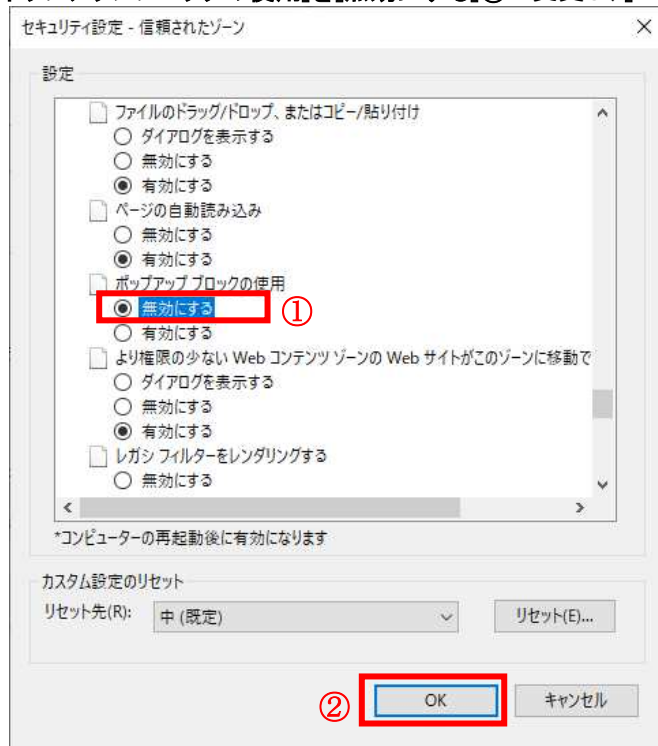 セキュリティ設定 - 信頼されたゾーン
設定
ファイルのドラッグ/ドロップ、またはコピー/貼り付け
ダイアログを表示する
無効にする
有効にする
ページの自動読み込み
無効にする
有効にする
ポップアップ ブロックの使用
無効にする ①
有効にする
より権限の少ない Web コンテンツ ゾーンの Web サイトがこのゾーンに移動で
ダイアログを表示する
無効にする
有効にする
レガシ フィルターをレンダリングする
無効にする
*コンピューターの再起動後に有効になります
カスタム設定のリセット
リセット先(R): 中 (既定) リセット(E)...
② OK キャンセル